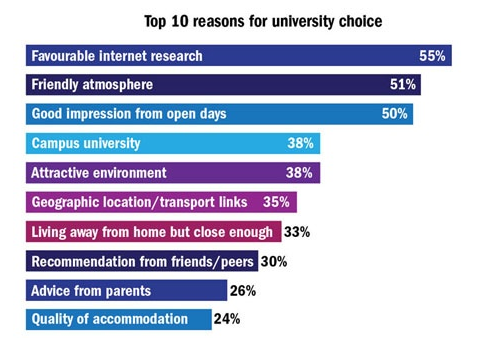 Top 10 reasons for university choice
Favourable internet research 55%
Friendly atmosphere 51%
Good impression from open days 50%
Campus university 38%
Attractive environment 38%
Geographic location/transport links 35%
Living away from home but close enough 33%
Recommendation from friends/peers 30%
Advice from parents 26%
Quality of accommodation 24%